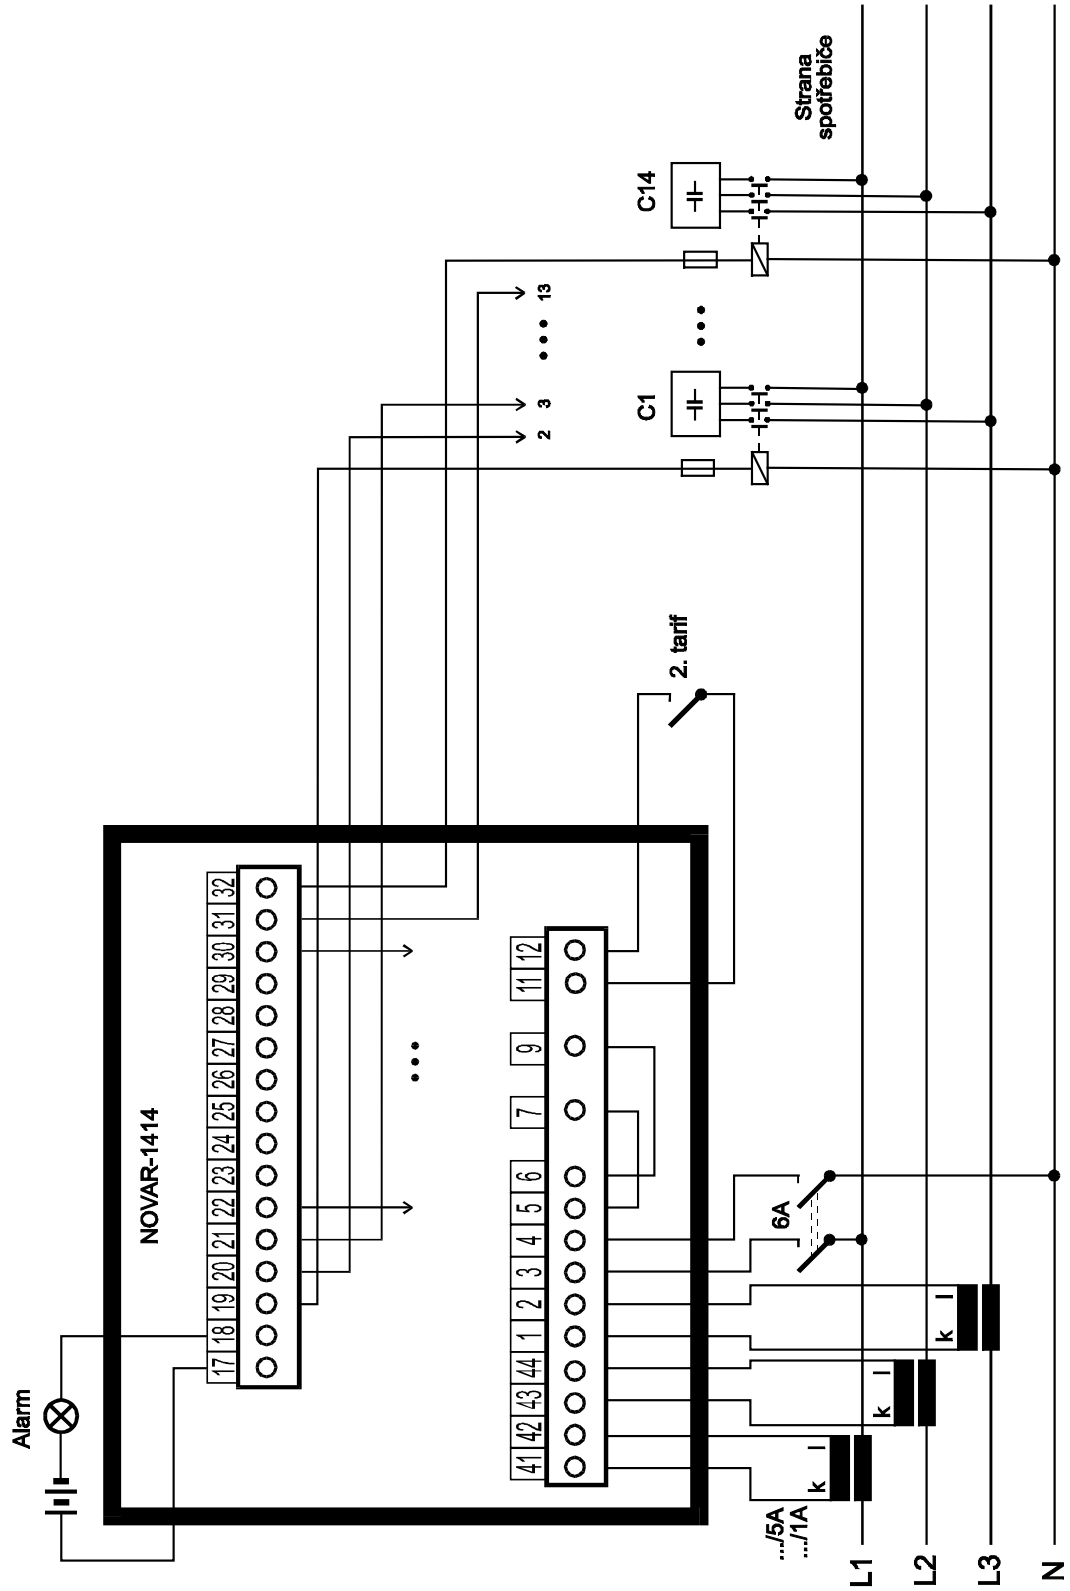 Alarm
NOVAR-1414
17 18 19 20 21 22 23 24 25 26 27 28 29 30 31 32
41 42 43 44 1 2 3 4 5 6 7 9 11 12
2. tarif
2 3 13
C1
C14
Strana
spotřebiče
6A
.../5A
.../1A
k l
k l
k l
L1
L2
L3
N